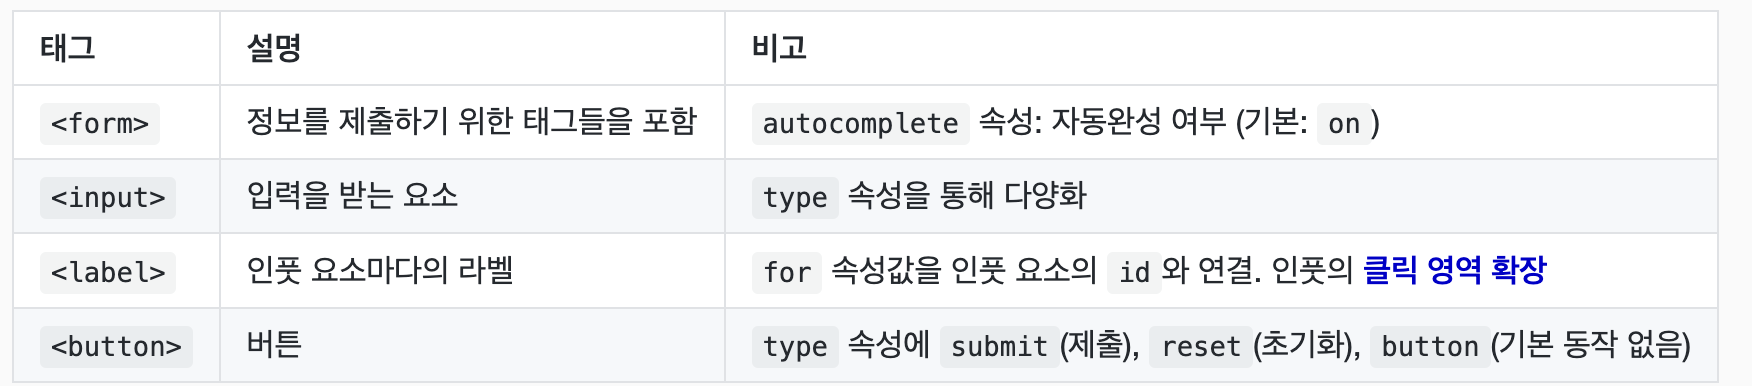 태그 설명 비고
<form> 정보를 제출하기 위한 태그들을 포함 autocomplete 속성: 자동완성 여부 (기본: on)
<input> 입력을 받는 요소 type 속성을 통해 다양화
<label> 인풋 요소마다의 라벨 for 속성값을 인풋 요소의 id와 연결. 인풋의 클릭 영역 확장
<button> 버튼 type 속성에 submit(제출), reset(초기화), button(기본 동작 없음)